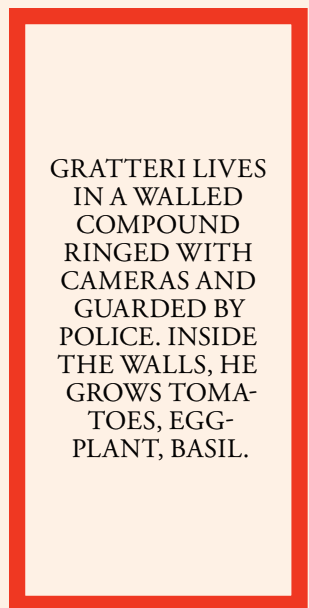 GRATTERI LIVES
IN A WALLED
COMPOUND
RINGED WITH
CAMERAS AND
GUARDED BY
POLICE. INSIDE
THE WALLS, HE
GROWS TOMA-
TOES, EGG-
PLANT, BASIL.